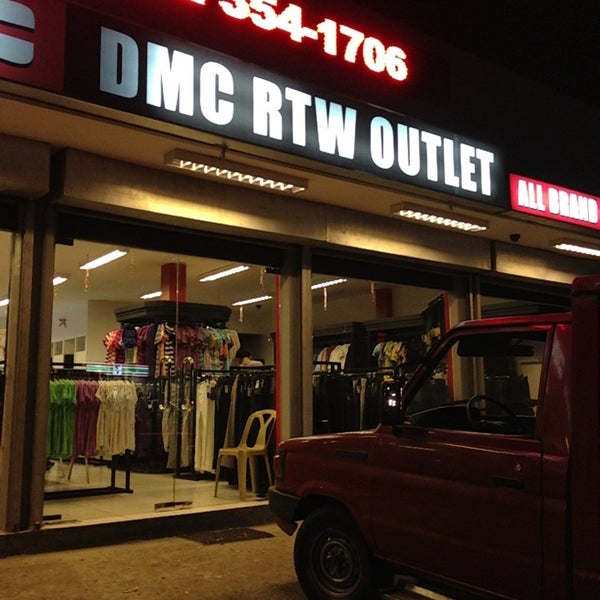 354-1706
DMC RTW OUTLET
ALL BRAND